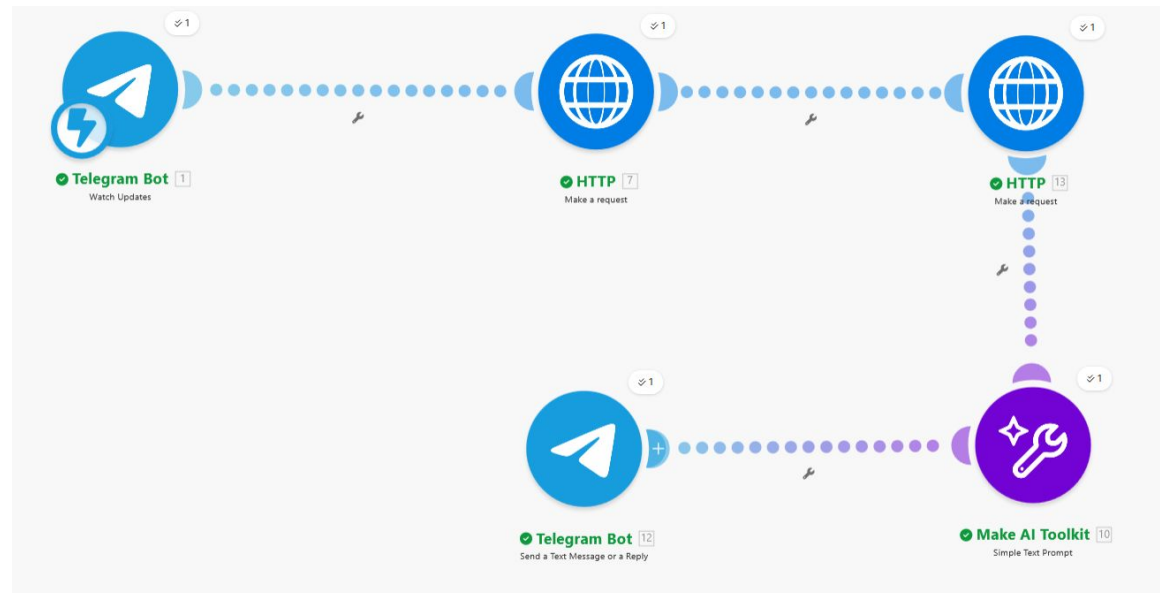 1
1
1
Telegram Bot 1
Watch Updates
HTTP 7
Make a request
HTTP 13
Make a request
1
1
Telegram Bot 12
Send a Text Message or a Reply
Make AI Toolkit 10
Simple Text Prompt